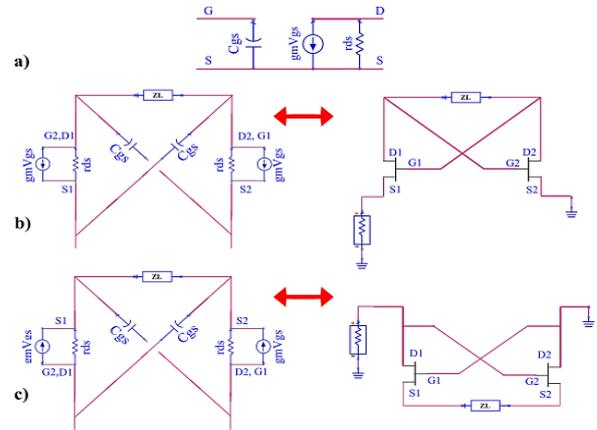 G D
Cgs gmVgs rds
S S
a)
ZL
G2,D1 D2, G1
gmVgs rds Cgs Cgs rds gmVgs
S1 S2
b)
ZL
D1 D2
G1 G2
S1 S2
ZL
S1 S2
gmVgs rds Cgs Cgs rds gmVgs
G2,D1 D2, G1
c)
D1 D2
G1 G2
S1 S2
ZL